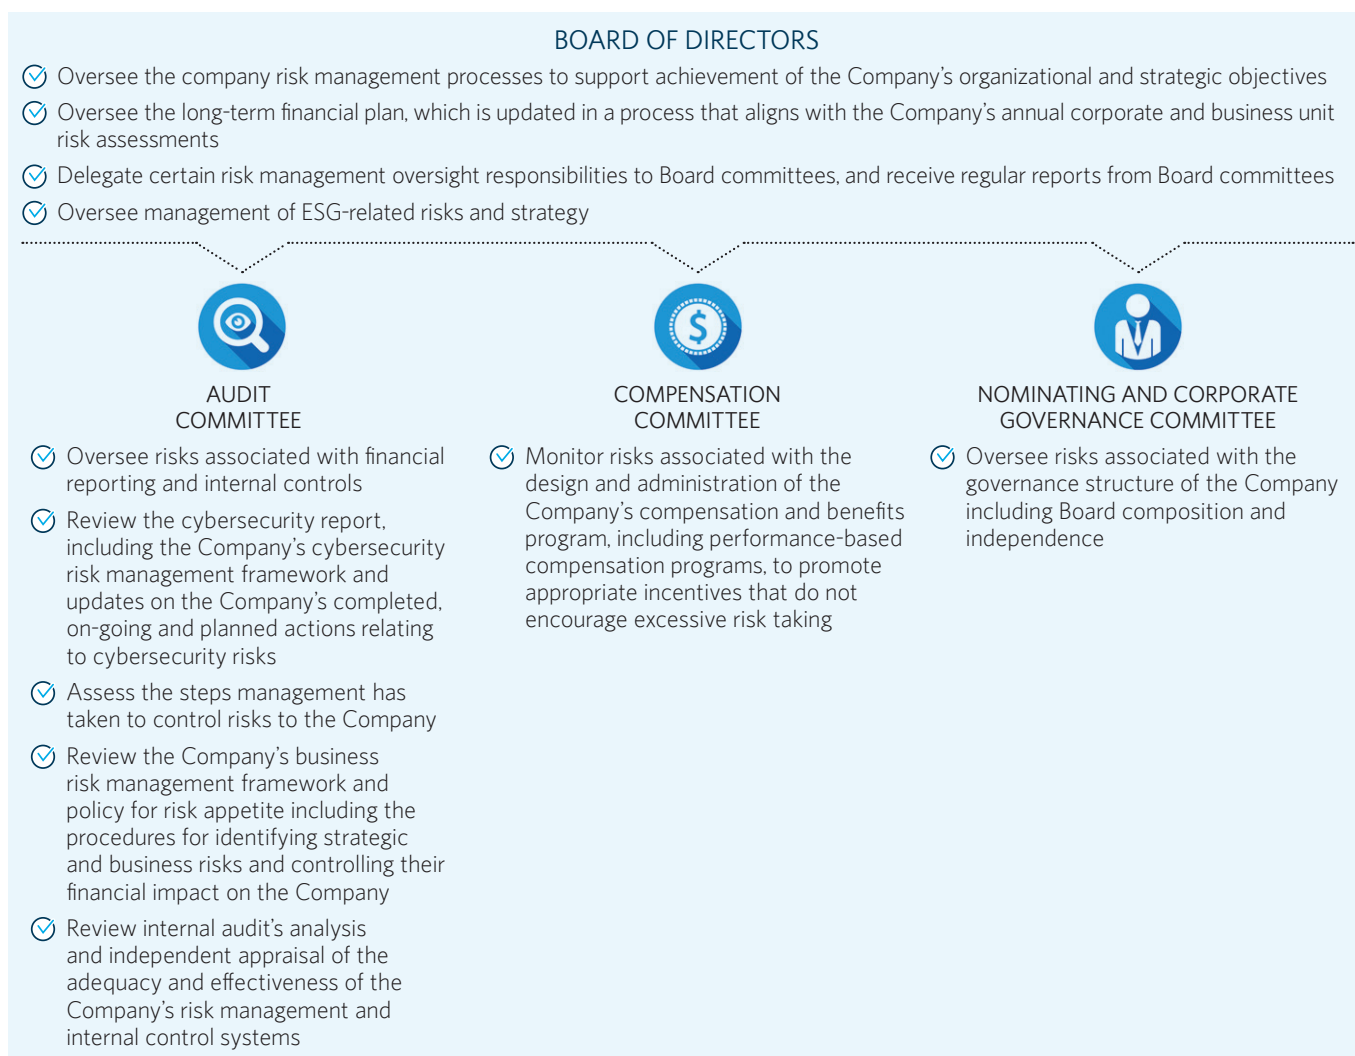 BOARD OF DIRECTORS
Oversee the company risk management processes to support achievement of the Company’s organizational and strategic objectives
Oversee the long-term financial plan, which is updated in a process that aligns with the Company’s annual corporate and business unit
risk assessments
Delegate certain risk management oversight responsibilities to Board committees, and receive regular reports from Board committees
Oversee management of ESG-related risks and strategy
AUDIT
COMMITTEE
Oversee risks associated with financial
reporting and internal controls
Review the cybersecurity report,
including the Company’s cybersecurity
risk management framework and
updates on the Company’s completed,
on-going and planned actions relating
to cybersecurity risks
Assess the steps management has
taken to control risks to the Company
Review the Company’s business
risk management framework and
policy for risk appetite including the
procedures for identifying strategic
and business risks and controlling their
financial impact on the Company
Review internal audit’s analysis
and independent appraisal of the
adequacy and effectiveness of the
Company’s risk management and
internal control systems
$
COMPENSATION
COMMITTEE
Monitor risks associated with the
design and administration of the
Company’s compensation and benefits
program, including performance-based
compensation programs, to promote
appropriate incentives that do not
encourage excessive risk taking
NOMINATING AND CORPORATE
GOVERNANCE COMMITTEE
Oversee risks associated with the
governance structure of the Company
including Board composition and
independence